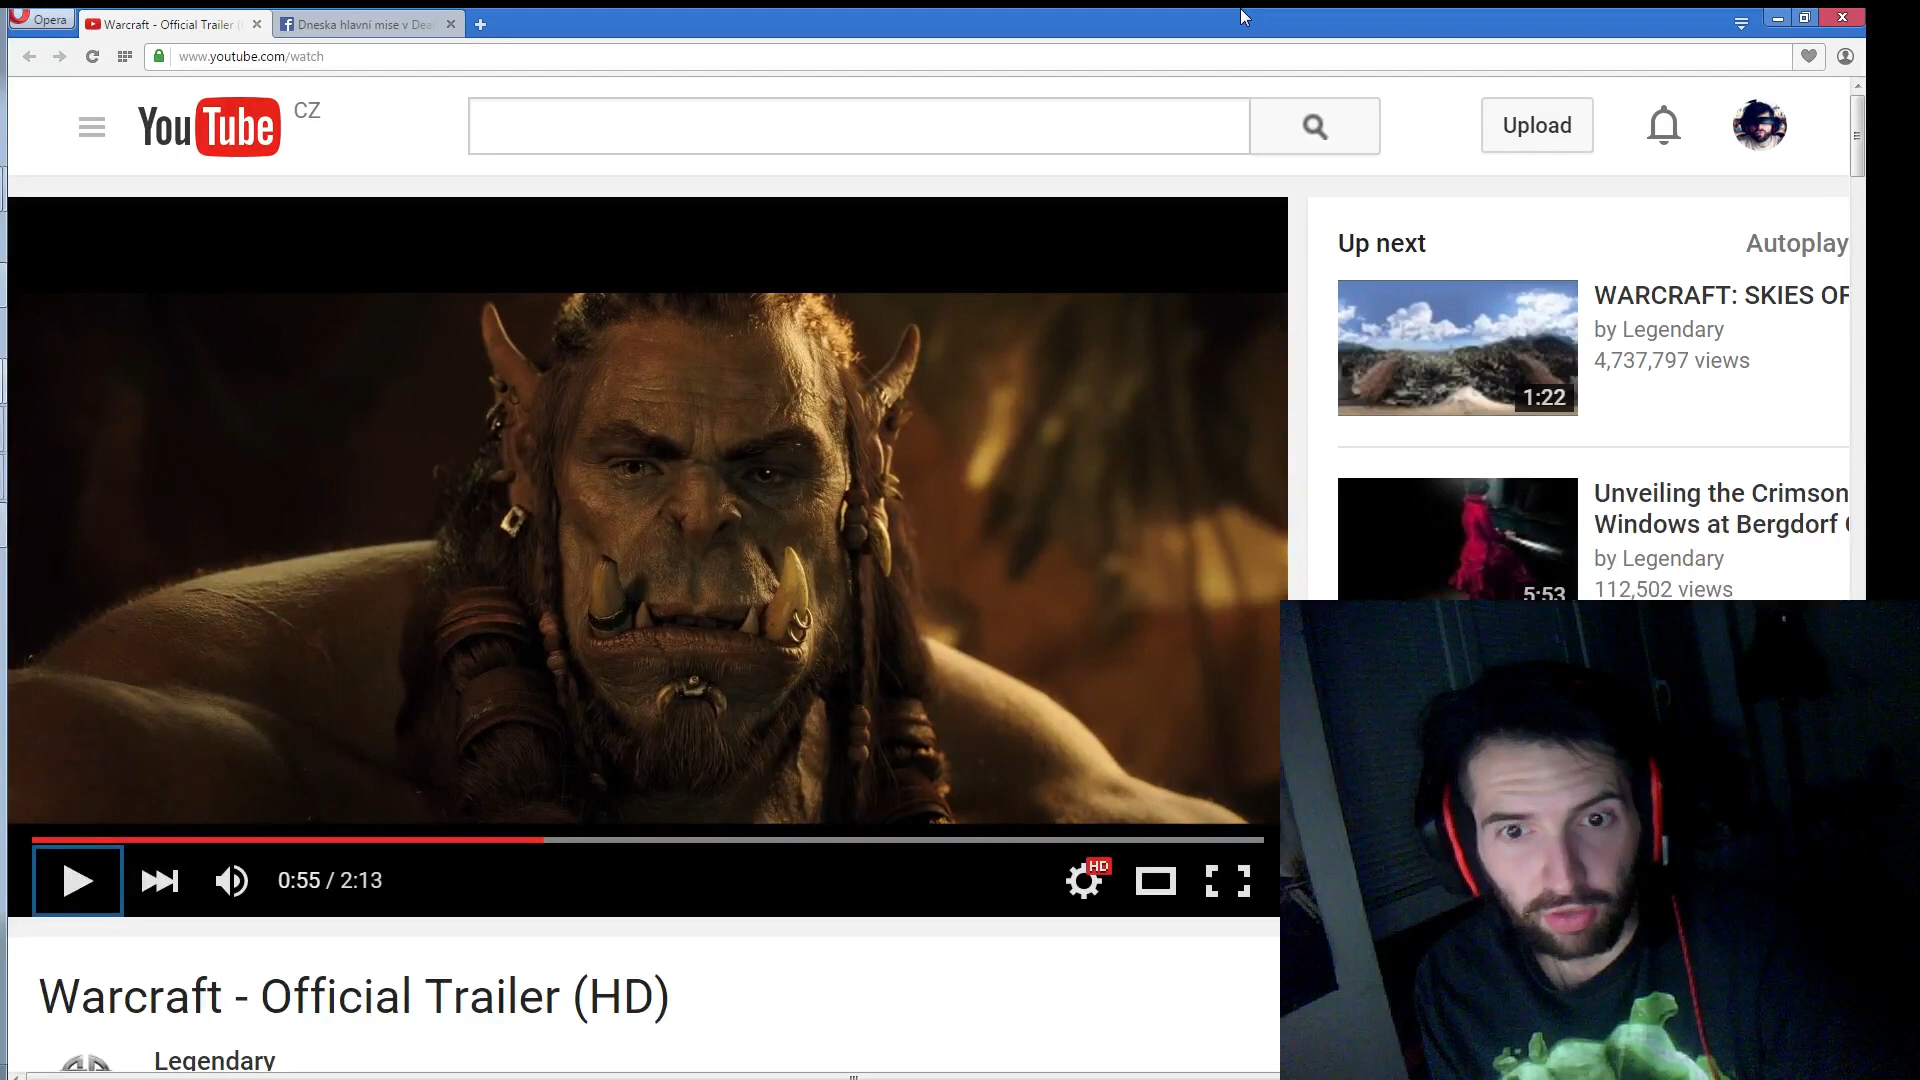 Opera
Warcraft - Official Trailer (
Dneska hlavní mise v Dea
www.youtube.com/watch
YouTube CZ
Upload
Up next
Autoplay
WARCRAFT: SKIES OF
by Legendary
4,737,797 views
1:22
Unveiling the Crimson
Windows at Bergdorf
by Legendary
112,502 views
5:53
HD
0:55 / 2:13
Warcraft - Official Trailer (HD)
Legendary